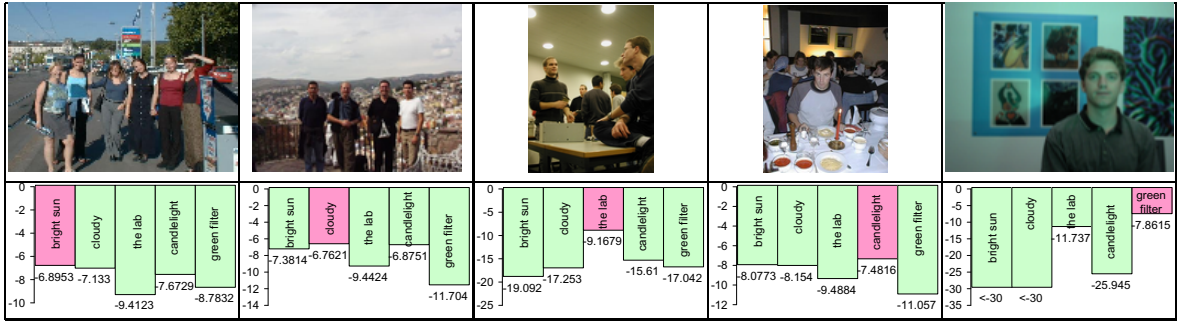 0
-2
-4
-6
-8
-10
bright sun
cloudy
the lab
candlelight
green filter
-6.8953
-7.133
-9.4123
-7.6729
-8.7832
0
-2
-4
-6
-8
-10
-12
-14
bright sun
cloudy
the lab
candlelight
green filter
-7.3814
-6.7621
-9.4424
-6.8751
-11.704
0
-5
-10
-15
-20
-25
bright sun
cloudy
the lab
candlelight
green filter
-19.092
-17.253
-9.1679
-15.61
-17.042
0
-2
-4
-6
-8
-10
-12
bright sun
cloudy
the lab
candlelight
green filter
-8.0773
-8.154
-9.4884
-7.4816
-11.057
0
-5
-10
-15
-20
-25
-30
-35
bright sun
cloudy
the lab
candlelight
green
filter
<-30
<-30
-11.737
-25.945
-7.8615